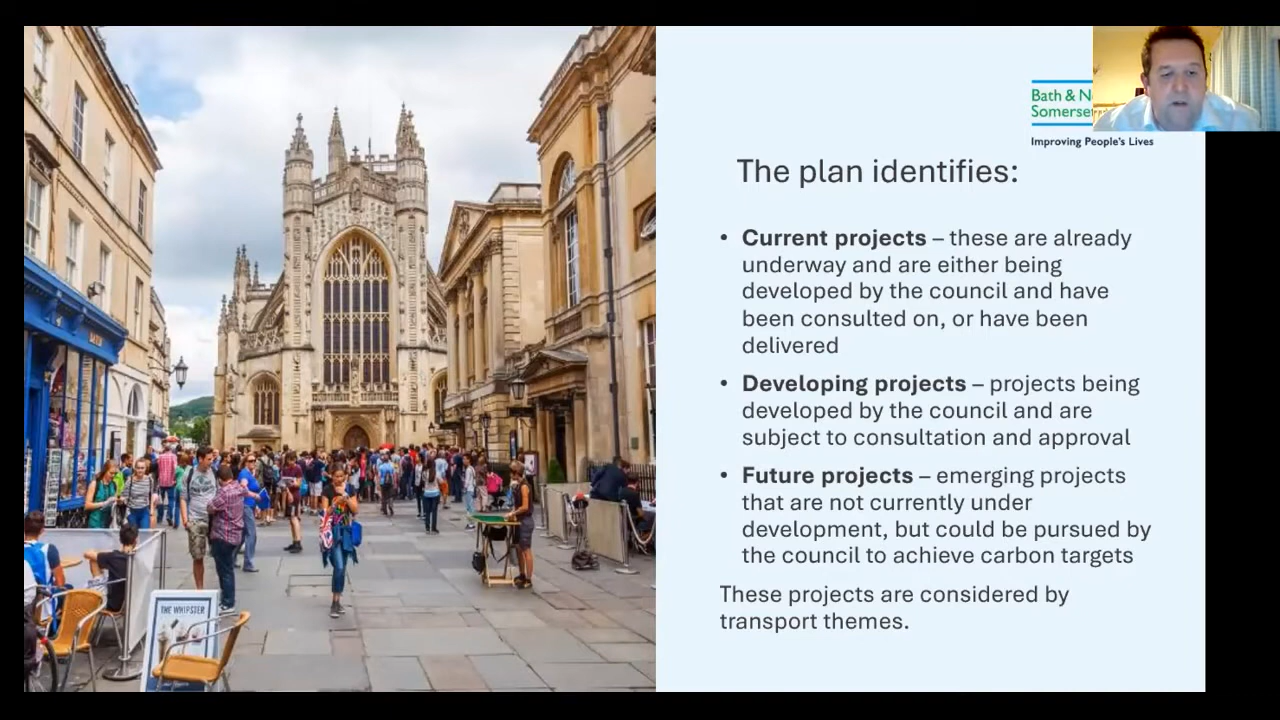 Bath & N
Somerse
Improving People's Lives
The plan identifies:
• Current projects – these are already
underway and are either being
developed by the council and have
been consulted on, or have been
delivered
• Developing projects – projects being
developed by the council and are
subject to consultation and approval
• Future projects – emerging projects
that are not currently under
development, but could be pursued by
the council to achieve carbon targets
These projects are considered by
transport themes.
THE WHIPSTER